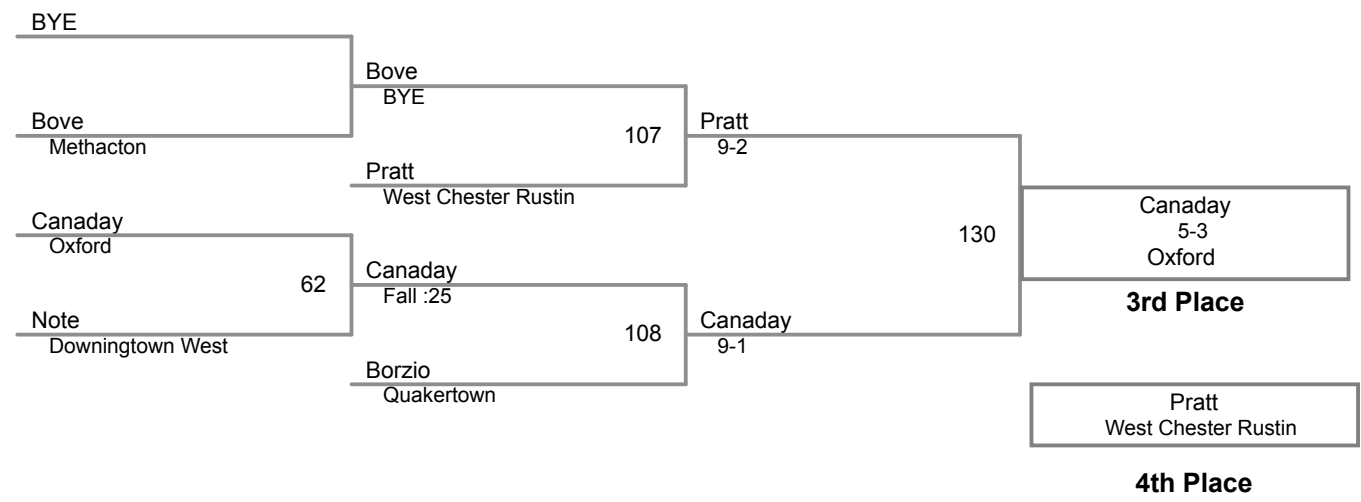 BYE
Bove
BYE
Bove
Methacton
107
Pratt
9-2
Pratt
West Chester Rustin
Canaday
Oxford
130
Canaday
5-3
Oxford
62
Canaday
Fall :25
3rd Place
Note
Downingtown West
108
Canaday
9-1
Borzio
Quakertown
Pratt
West Chester Rustin
4th Place